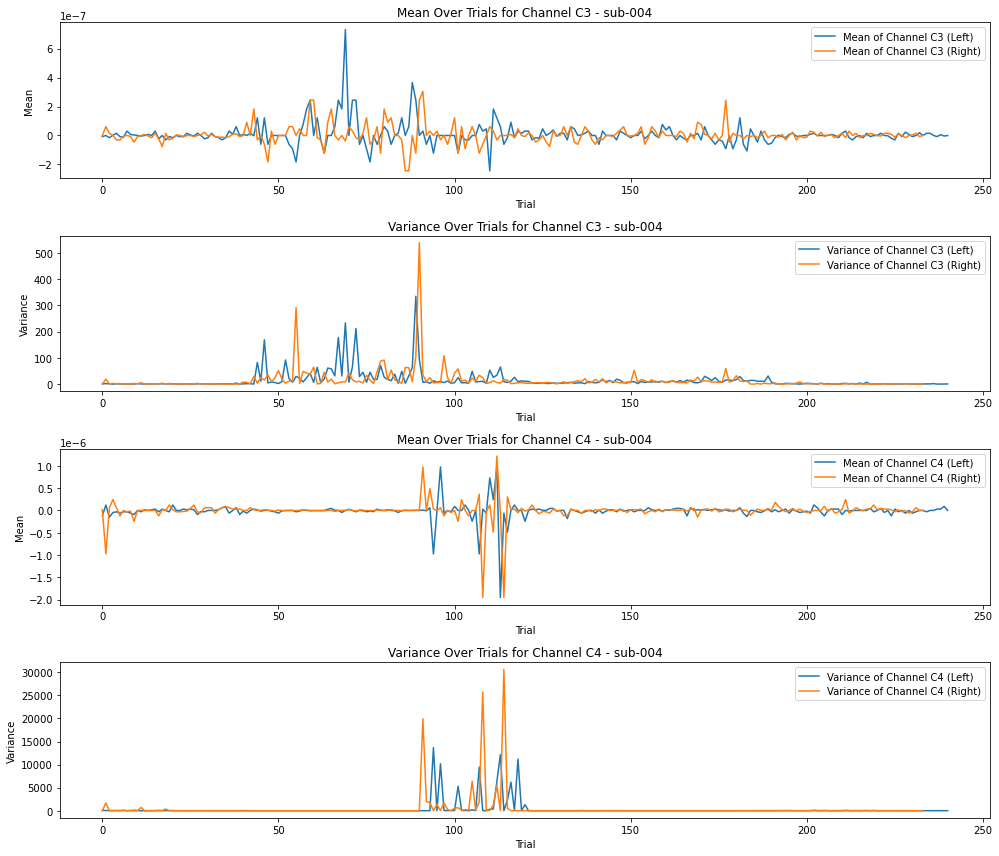 Mean Over Trials for Channel C3 - sub-004
1e−7
Mean
6
4
2
0
−2
Mean of Channel C3 (Left)
Mean of Channel C3 (Right)
0 50 100 150 200 250
Trial
Variance Over Trials for Channel C3 - sub-004
Variance
500
400
300
200
100
0
Variance of Channel C3 (Left)
Variance of Channel C3 (Right)
0 50 100 150 200 250
Trial
Mean Over Trials for Channel C4 - sub-004
1e−6
Mean
1.0
0.5
0.0
−0.5
−1.0
−1.5
−2.0
Mean of Channel C4 (Left)
Mean of Channel C4 (Right)
0 50 100 150 200 250
Trial
Variance Over Trials for Channel C4 - sub-004
Variance
30000
25000
20000
15000
10000
5000
0
Variance of Channel C4 (Left)
Variance of Channel C4 (Right)
0 50 100 150 200 250
Trial